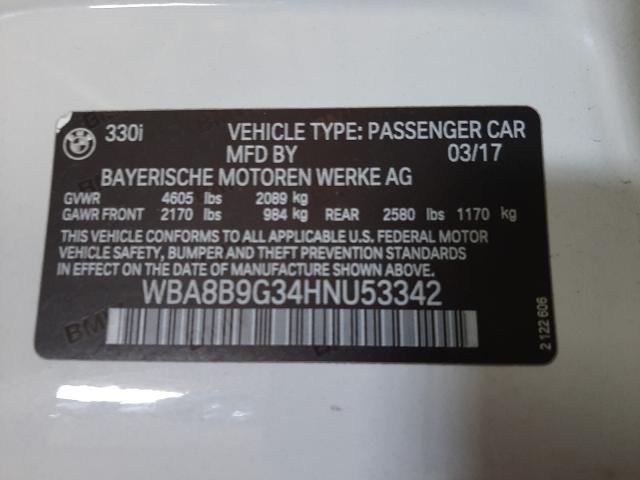 330i VEHICLE TYPE: PASSENGER CAR
MFD BY 03/17
BAYERISCHE MOTOREN WERKE AG
GVWR 4605 lbs 2089 kg
GAWR FRONT 2170 lbs 984 kg REAR 2580 lbs 1170 kg
THIS VEHICLE CONFORMS TO ALL APPLICABLE U.S. FEDERAL MOTOR
VEHICLE SAFETY, BUMPER AND THEFT PREVENTION STANDARDS
IN EFFECT ON THE DATE OF MANUFACTURE SHOWN ABOVE.
WBA8B9G34HNU53342
2 122 606
BMW